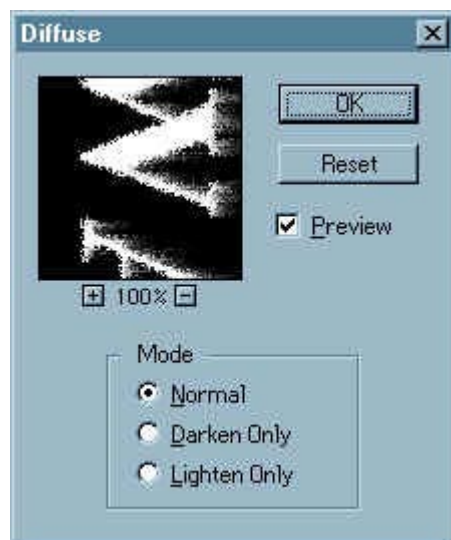 Diffuse
OK
Reset
Preview
100%
Mode
Normal
Darken Only
Lighten Only